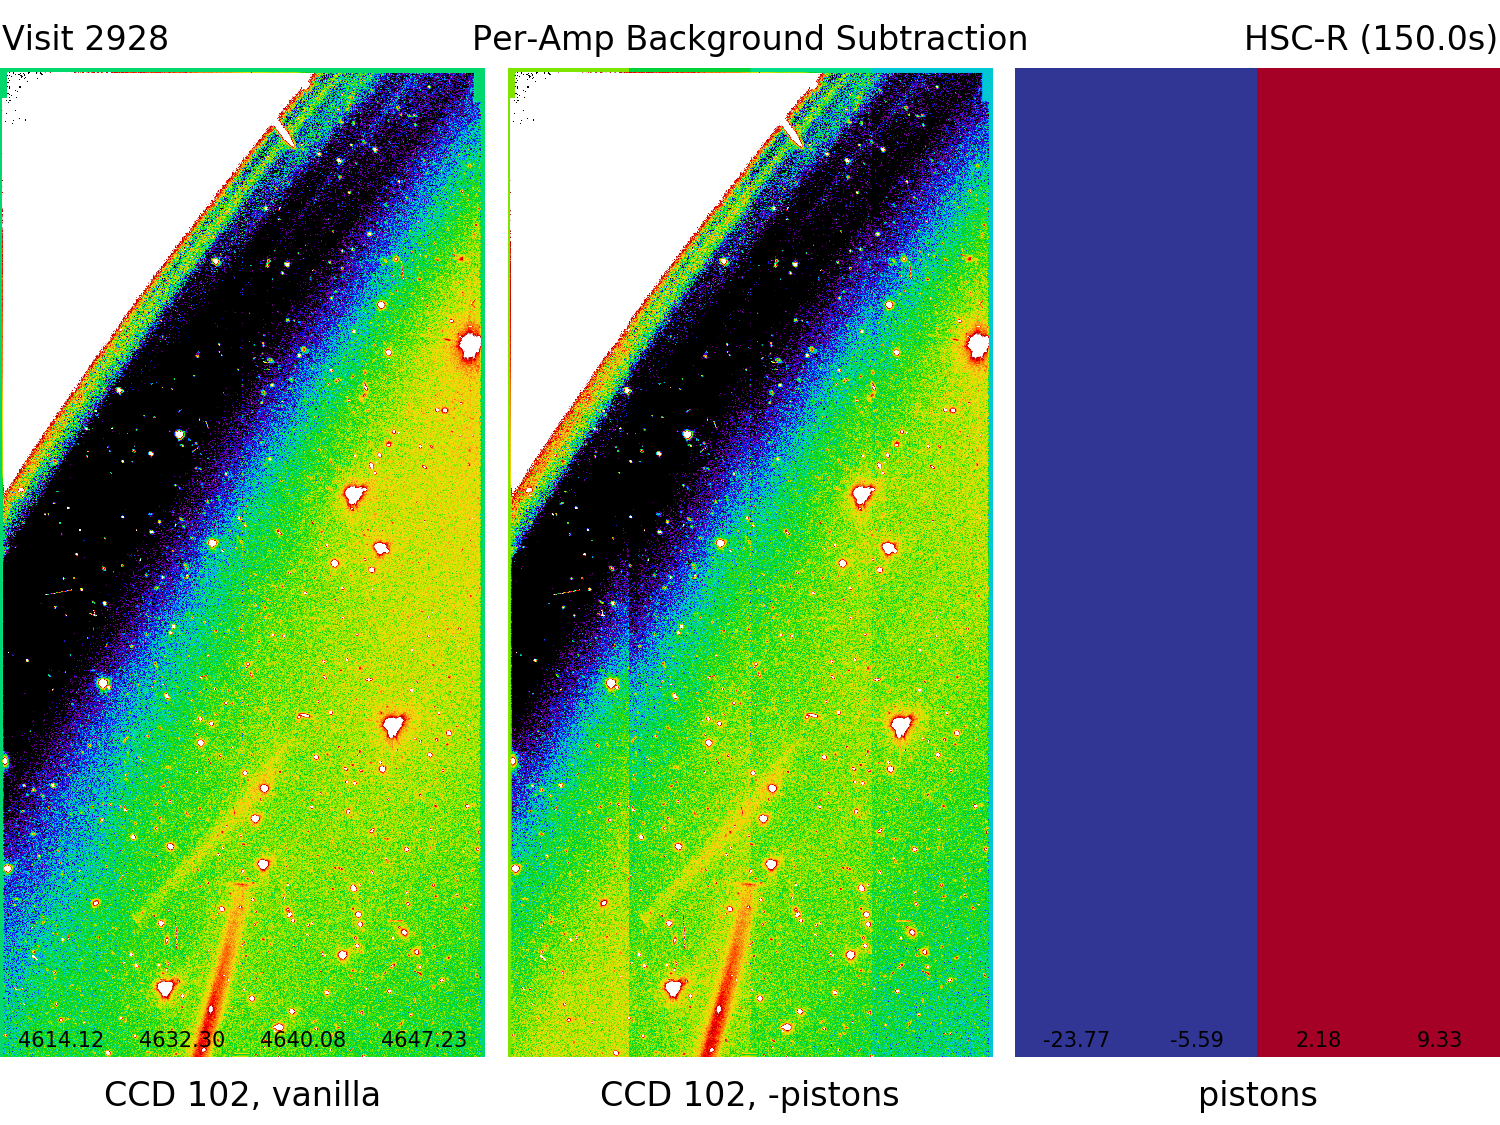 Visit 2928 Per-Amp Background Subtraction HSC-R (150.0s)
4614.12 4632.30 4640.08 4647.23 -23.77 -5.59 2.18 9.33
CCD 102, vanilla CCD 102, -pistons pistons